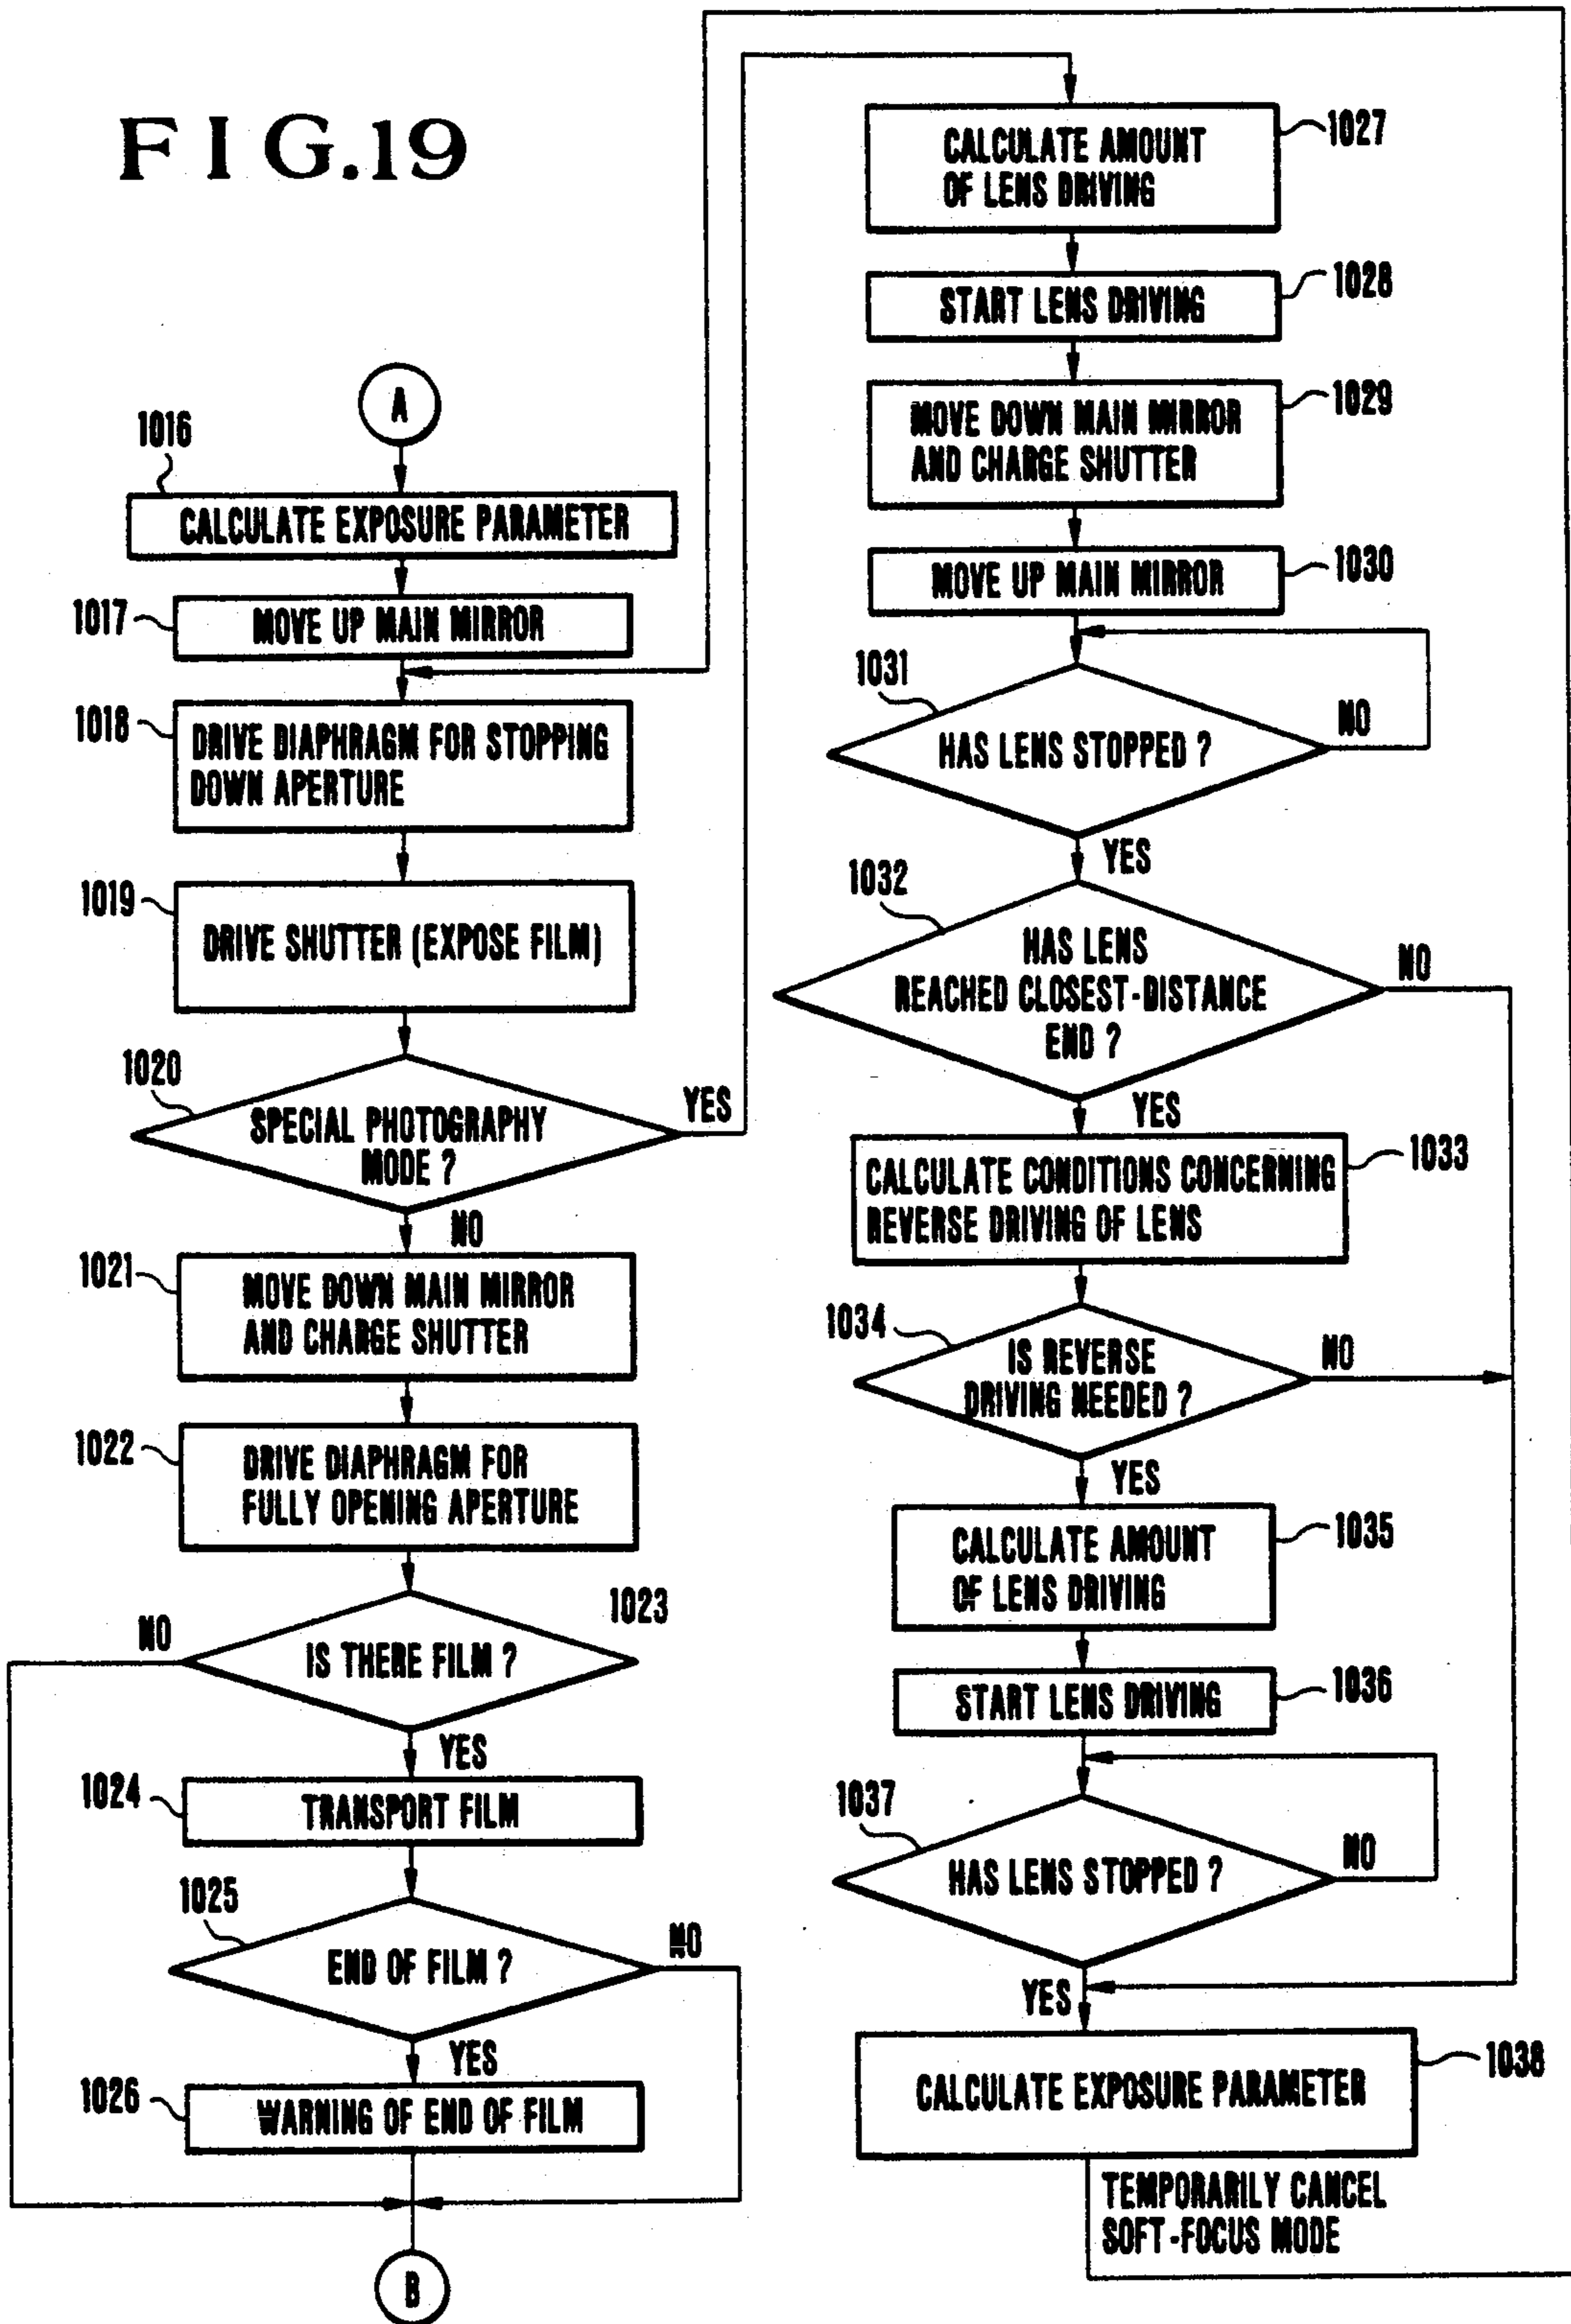 FIG.19
A
1016
CALCULATE EXPOSURE PARAMETER
1017
MOVE UP MAIN MIRROR
1018
DRIVE DIAPHRAGM FOR STOPPING
DOWN APERTURE
1019
DRIVE SHUTTER (EXPOSE FILM)
1020
SPECIAL PHOTOGRAPHY
MODE ?
YES
NO
1021
MOVE DOWN MAIN MIRROR
AND CHARGE SHUTTER
1022
DRIVE DIAPHRAGM FOR
FULLY OPENING APERTURE
1023
NO
IS THERE FILM ?
YES
1024
TRANSPORT FILM
1025
END OF FILM ?
NO
YES
1026
WARNING OF END OF FILM
B
1027
CALCULATE AMOUNT
OF LENS DRIVING
1028
START LENS DRIVING
1029
MOVE DOWN MAIN MIRROR
AND CHARGE SHUTTER
1030
MOVE UP MAIN MIRROR
1031
HAS LENS STOPPED ?
NO
YES
1032
HAS LENS
REACHED CLOSEST-DISTANCE
END ?
NO
YES
1033
CALCULATE CONDITIONS CONCERNING
REVERSE DRIVING OF LENS
1034
IS REVERSE
DRIVING NEEDED ?
NO
YES
1035
CALCULATE AMOUNT
OF LENS DRIVING
1036
START LENS DRIVING
1037
HAS LENS STOPPED ?
NO
YES
1038
CALCULATE EXPOSURE PARAMETER
TEMPORARILY CANCEL
SOFT-FOCUS MODE